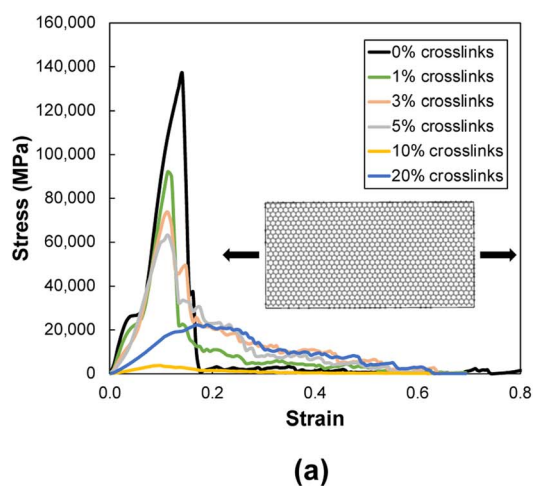 160,000
140,000
120,000
100,000
80,000
60,000
40,000
20,000
0
Stress (MPa)
0% crosslinks
1% crosslinks
3% crosslinks
5% crosslinks
10% crosslinks
20% crosslinks
0.0 0.2 0.4 0.6 0.8
Strain
(a)